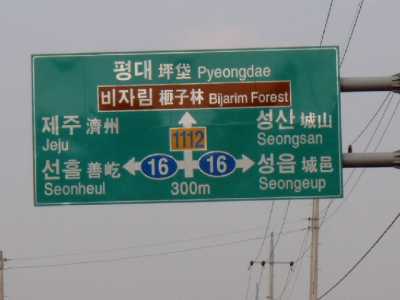 평대 坪垈 Pyeongdae
비자림 榧子林 Bijarim Forest
제주 濟州
Jeju
1112
성산 城山
Seongsan
선흘 善屹
Seonheul
16
16
성읍 城邑
Seongeup
300m